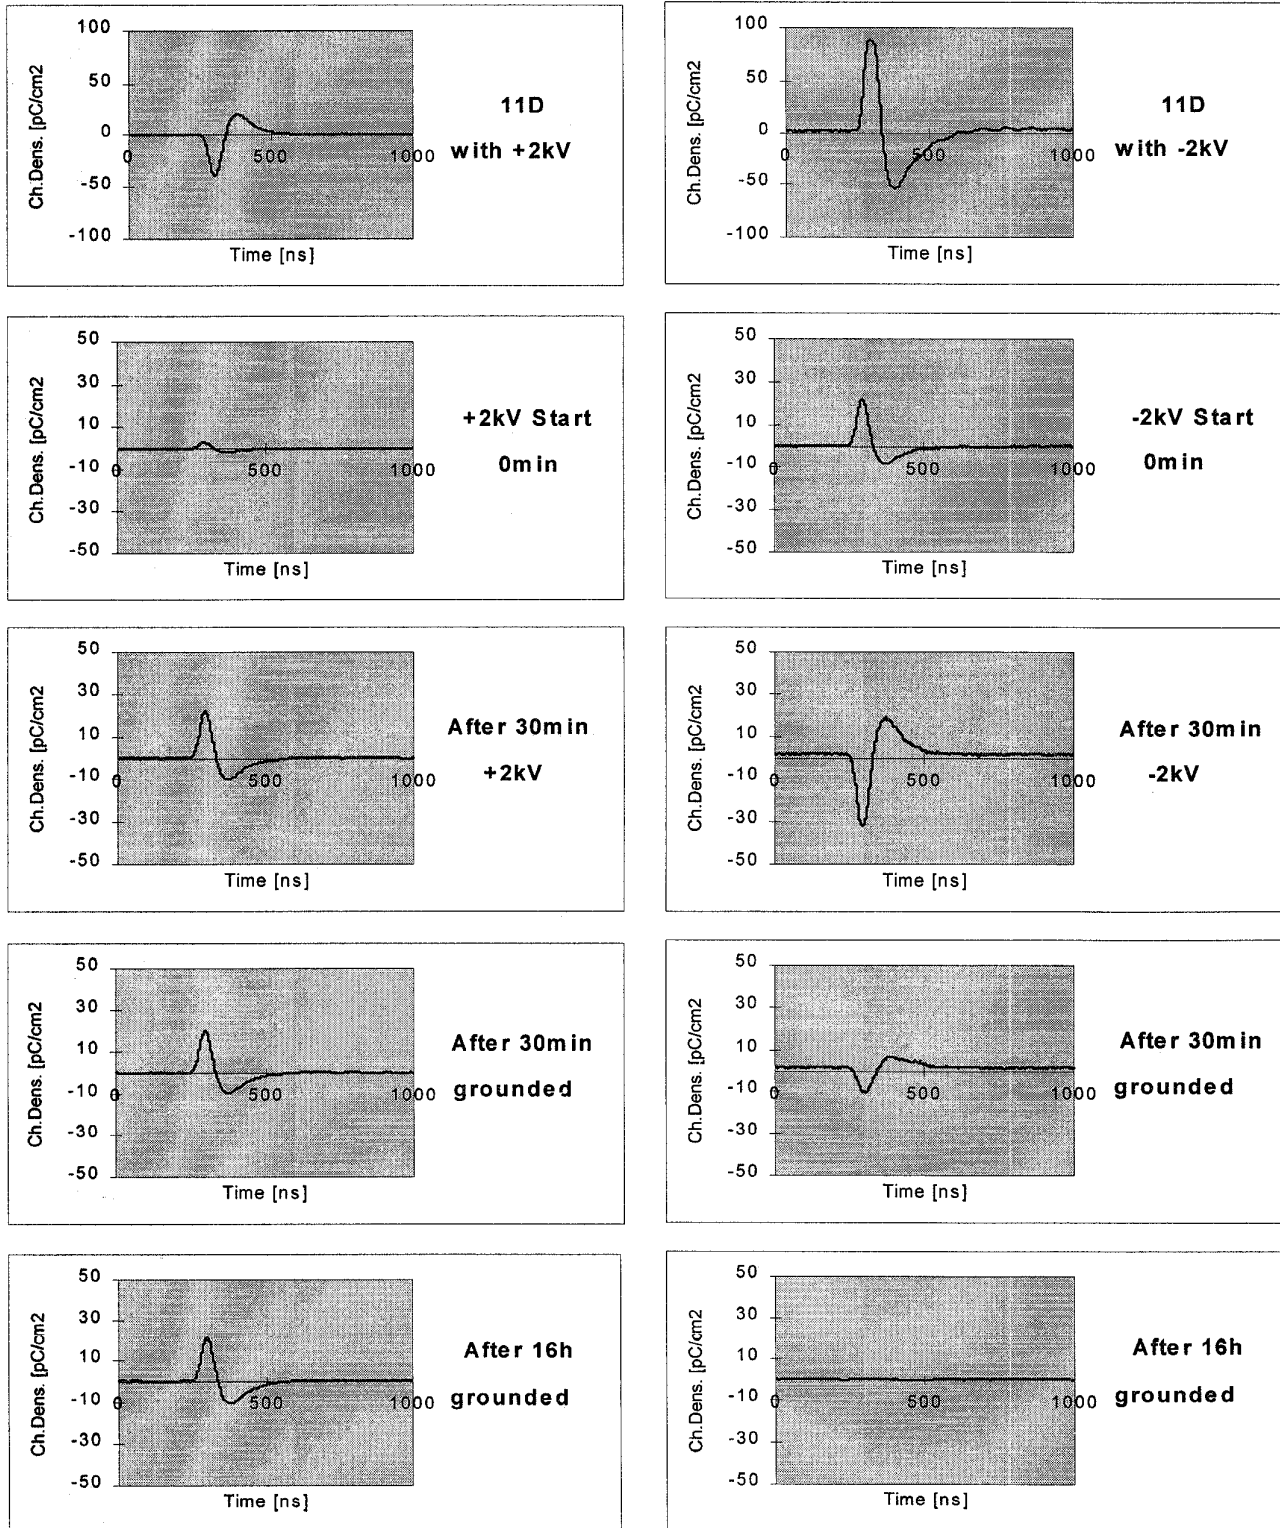 100
50
0
-50
-100
Ch.Dens. [pC/cm2
0 500 1000
Time [ns]
11D
with +2kV
100
50
0
-50
-100
Ch.Dens. [pC/cm2
0 500 1000
Time [ns]
11D
with -2kV
50
30
10
-10
-30
-50
Ch.Dens. [pC/cm2
0 500 1000
Time [ns]
+2kV Start
0min
50
30
10
-10
-30
-50
Ch.Dens. [pC/cm2
0 500 1000
Time [ns]
-2kV Start
0min
50
30
10
-10
-30
-50
Ch.Dens. [pC/cm2
0 500 1000
Time [ns]
After 30min
+2kV
50
30
10
-10
-30
-50
Ch.Dens. [pC/cm2
0 500 1000
Time [ns]
After 30min
-2kV
50
30
10
-10
-30
-50
Ch.Dens. [pC/cm2
0 500 1000
Time [ns]
After 30min
grounded
50
30
10
-10
-30
-50
Ch.Dens. [pC/cm2
0 500 1000
Time [ns]
After 30min
grounded
50
30
10
-10
-30
-50
Ch.Dens. [pC/cm2
0 500 1000
Time [ns]
After 16h
grounded
50
30
10
-10
-30
-50
Ch.Dens. [pC/cm2
0 500 1000
Time [ns]
After 16h
grounded